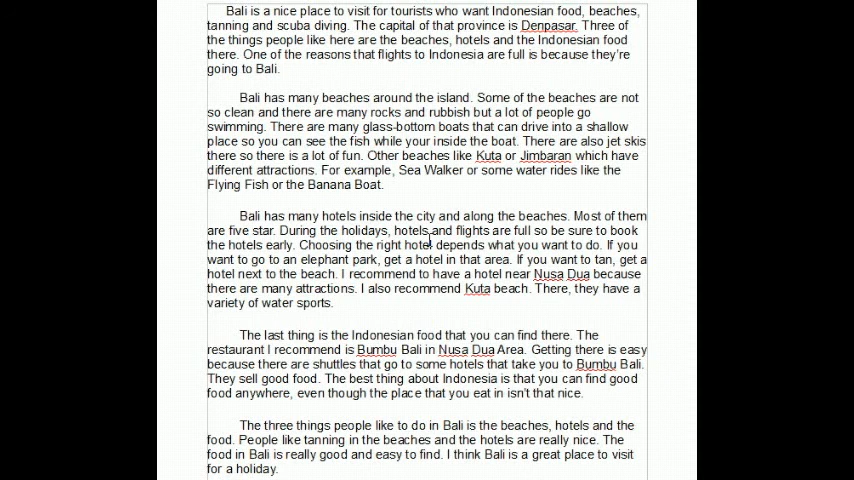 Bali is a nice place to visit for tourists who want Indonesian food, beaches,
tanning and scuba diving. The capital of that province is Denpasar. Three of
the things people like here are the beaches, hotels and the Indonesian food
there. One of the reasons that flights to Indonesia are full is because they're
going to Bali.
Bali has many beaches around the island. Some of the beaches are not
so clean and there are many rocks and rubbish but a lot of people go
swimming. There are many glass-bottom boats that can drive into a shallow
place so you can see the fish while your inside the boat. There are also jet skis
there so there is a lot of fun. Other beaches like Kuta or Jimbaran which have
different attractions. For example, Sea Walker or some water rides like the
Flying Fish or the Banana Boat.
Bali has many hotels inside the city and along the beaches. Most of them
are five star. During the holidays, hotels and flights are full so be sure to book
the hotels early. Choosing the right hotel depends what you want to do. If you
want to go to an elephant park, get a hotel in that area. If you want to tan, get a
hotel next to the beach. I recommend to have a hotel near Nusa Dua because
there are many attractions. I also recommend Kuta beach. There, they have a
variety of water sports.
The last thing is the Indonesian food that you can find there. The
restaurant I recommend is Bumbu Bali in Nusa Dua Area. Getting there is easy
because there are shuttles that go to some hotels that take you to Bumbu Bali.
They sell good food. The best thing about Indonesia is that you can find good
food anywhere, even though the place that you eat in isn't that nice.
The three things people like to do in Bali is the beaches, hotels and the
food. People like tanning in the beaches and the hotels are really nice. The
food in Bali is really good and easy to find. I think Bali is a great place to visit
for a holiday.